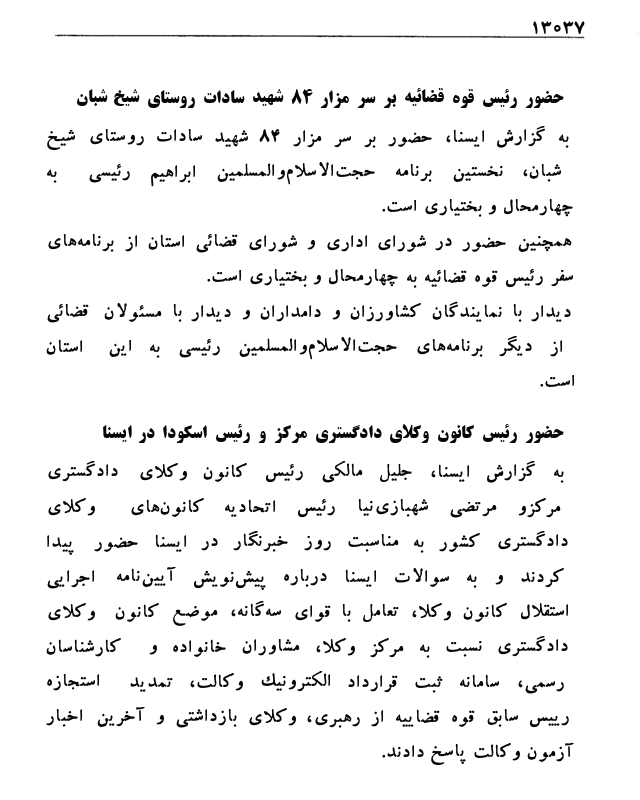 ۱۳۰۳۷
حضور رئیس قوه قضائیه بر سر مزار ۸۴ شهید سادات روستای شیخ شبان
به گزارش ایسنا، حضور بر سر مزار ۸۴ شهید سادات روستای شیخ
شبان، نخستین برنامه حجت‌الاسلام‌والمسلمین ابراهیم رئیسی به
چهارمحال و بختیاری است.
همچنین حضور در شورای اداری و شورای قضائی استان از برنامه‌های
سفر رئیس قوه قضائیه به چهارمحال و بختیاری است.
دیدار با نمایندگان کشاورزان و دامداران و دیدار با مسئولان قضائی
از دیگر برنامه‌های حجت‌الاسلام‌والمسلمین رئیسی به این استان
است.
حضور رئیس کانون وکلای دادگستری مرکز و رئیس اسکودا در ایسنا
به گزارش ایسنا، جلیل مالکی رئیس کانون وکلای دادگستری
مرکزو مرتضی شهبازی‌نیا رئیس اتحادیه کانون‌های وکلای
دادگستری کشور به مناسبت روز خبرنگار در ایسنا حضور پیدا
کردند و به سوالات ایسنا درباره پیش‌نویش آیین‌نامه اجرایی
استقلال کانون وکلا، تعامل با قوای سه‌گانه، موضع کانون وکلای
دادگستری نسبت به مرکز وکلا، مشاوران خانواده و کارشناسان
رسمی، سامانه ثبت قرارداد الکترونیك وکالت، تمدید استجازه
رییس سابق قوه قضاییه از رهبری، وکلای بازداشتی و آخرین اخبار
آزمون وکالت پاسخ دادند.